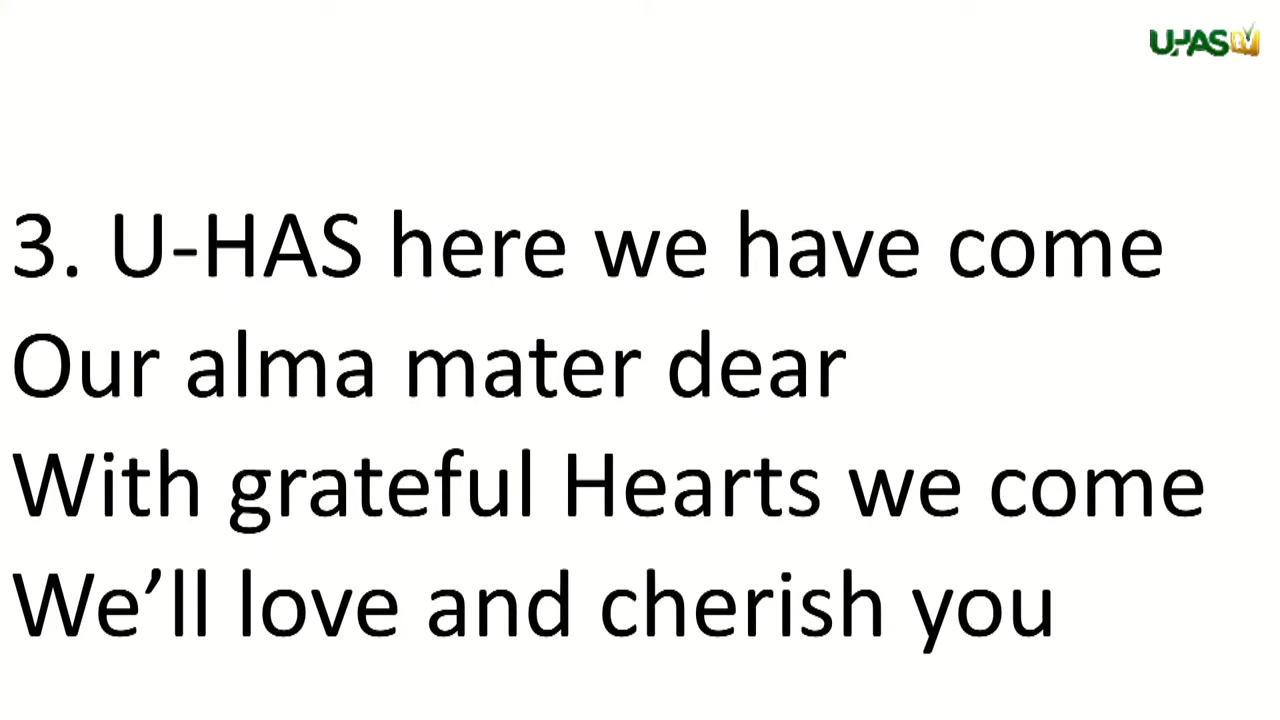 UHAS TV
3. U-HAS here we have come
Our alma mater dear
With grateful Hearts we come
We’ll love and cherish you